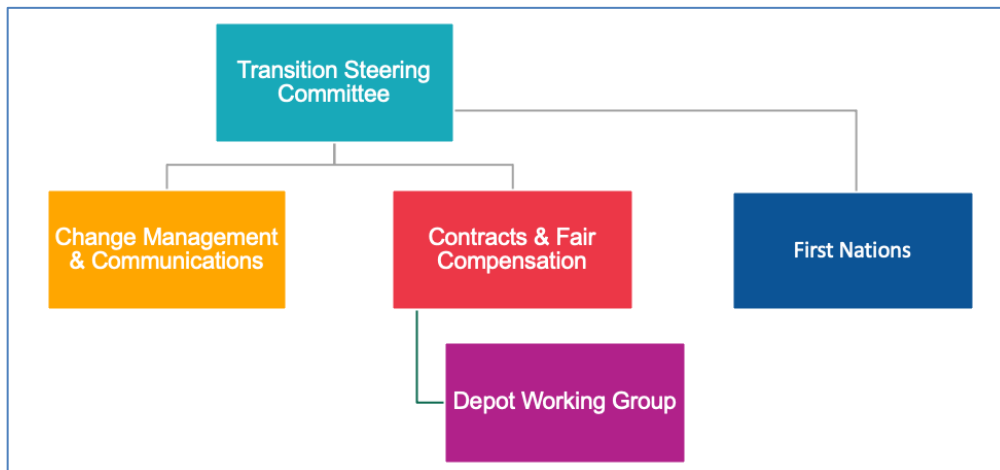 Transition Steering
Committee
Change Management
& Communications
Contracts & Fair
Compensation
First Nations
Depot Working Group